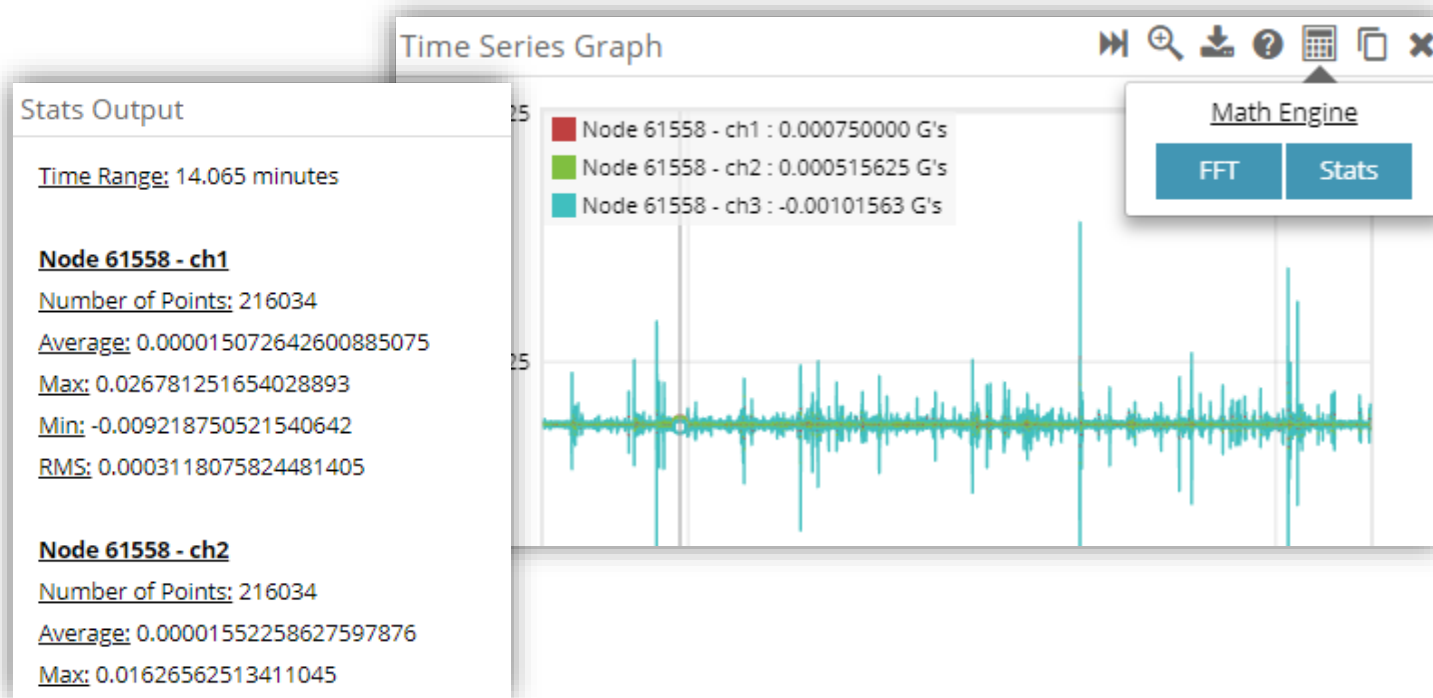 Time Series Graph
Math Engine
FFT
Stats
25
Node 61558 - ch1 : 0.000750000 G's
Node 61558 - ch2 : 0.000515625 G's
Node 61558 - ch3 : -0.00101563 G's
25
Stats Output
Time Range: 14.065 minutes
Node 61558 - ch1
Number of Points: 216034
Average: 0.000015072642600885075
Max: 0.026781251654028893
Min: -0.009218750521540642
RMS: 0.0003118075824481405
Node 61558 - ch2
Number of Points: 216034
Average: 0.00001552258627597876
Max: 0.01626562513411045